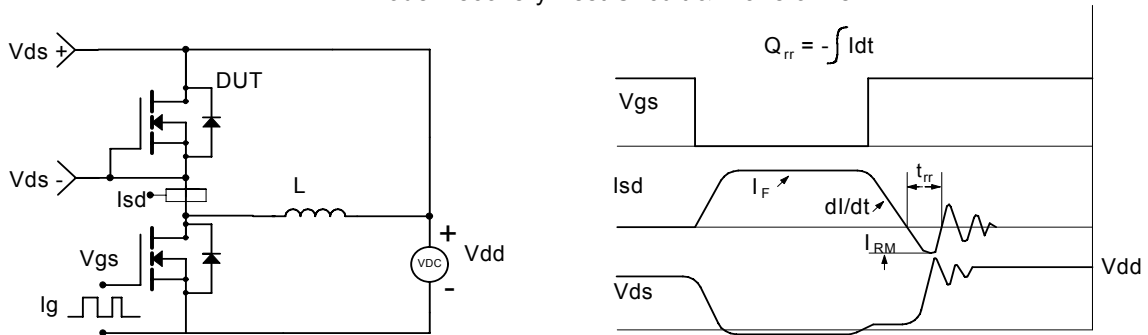 Q_rr = -∫Idt
Vds +
DUT
Vgs
Vds -
Isd
L
Isd
I_F
dI/dt
t_rr
I_RM
Vgs
+
VDC
-
Vdd
Vdd
Ig
Vds